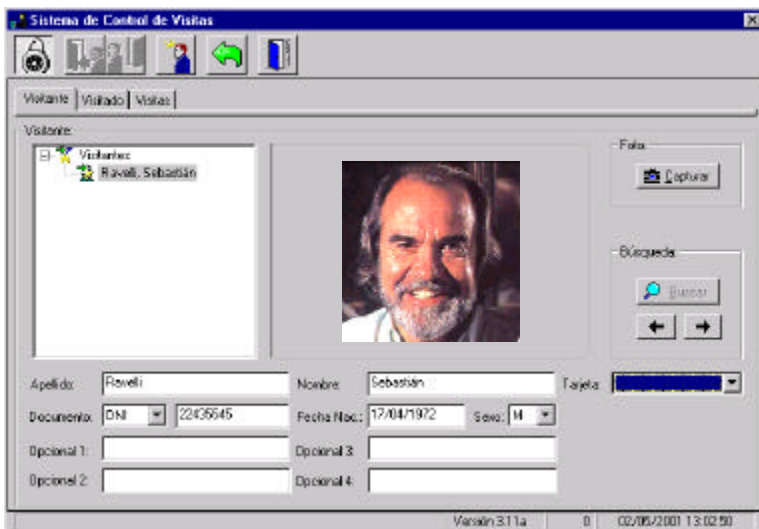 Sistema de Control de Visitas
Visitante Visitado Visitas
Visitante:
Visitantes
Ravelli, Sebastián
Foto:
Capturar
Búsqueda:
Buscar
Apellido: Ravelli Nombre: Sebastián Tarjeta:
Documento: DNI 22435645 Fecha Nac.: 17/04/1972 Sexo: M
Opcional 1: Opcional 3:
Opcional 2: Opcional 4:
Versión 3.11a 0 02/05/2001 13:02:50